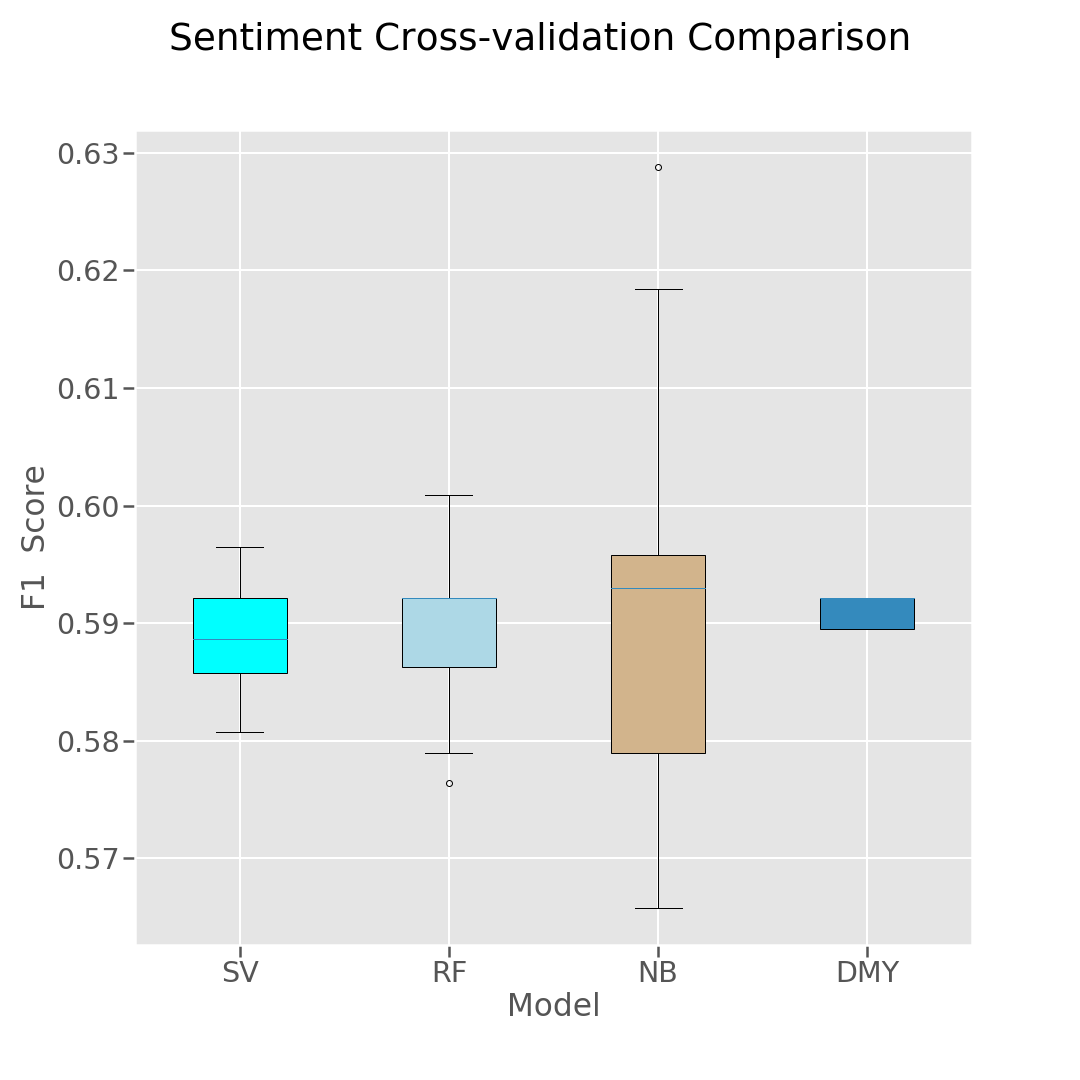 Sentiment Cross-validation Comparison
0.63
0.62
0.61
0.60
0.59
0.58
0.57
F1 Score
SV RF NB DMY
Model